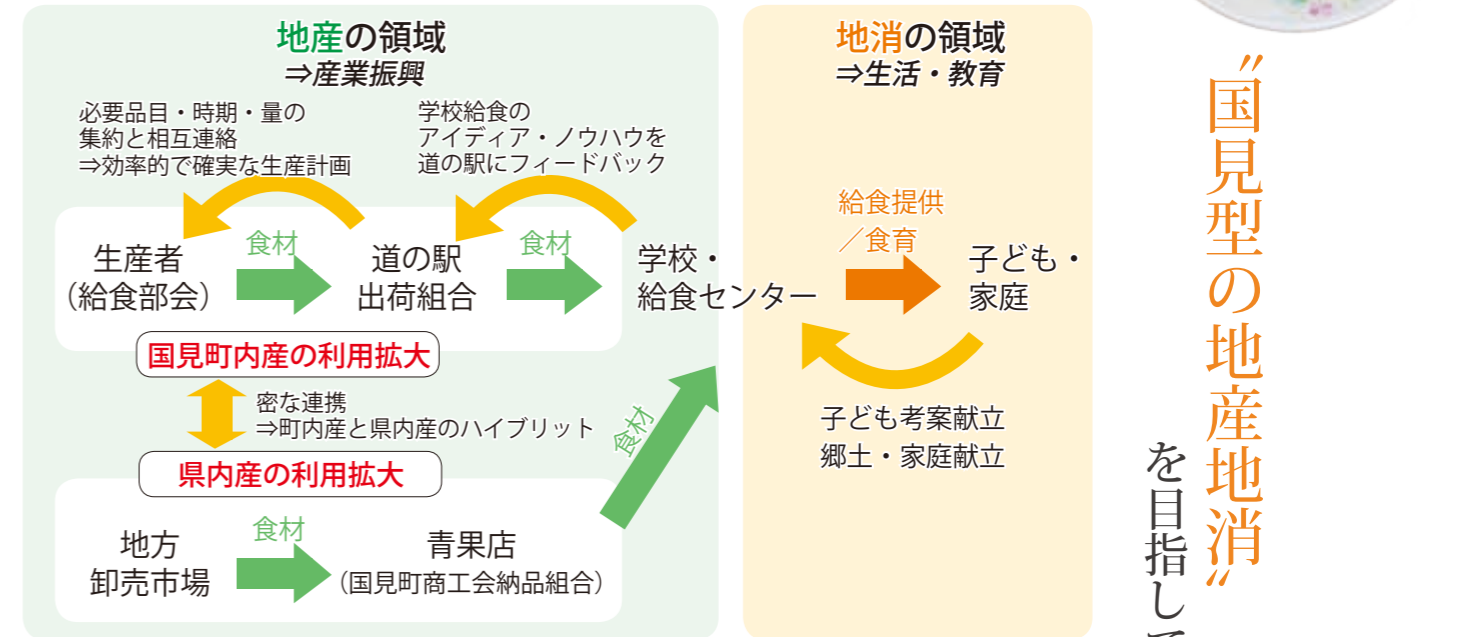 地産の領域
⇒産業振興
必要品目・時期・量の
集約と相互連絡
⇒効率的で確実な生産計画
学校給食の
アイディア・ノウハウを
道の駅にフィードバック
生産者
（給食部会）
食材
道の駅
出荷組合
食材
学校・
給食センター
国見町内産の利用拡大
密な連携
⇒町内産と県内産のハイブリット
県内産の利用拡大
食材
地方
卸売市場
食材
青果店
（国見町商工会納品組合）
地消の領域
⇒生活・教育
給食提供
／食育
子ども・
家庭
子ども考案献立
郷土・家庭献立
〝国見型の地産地消〟
を目指して